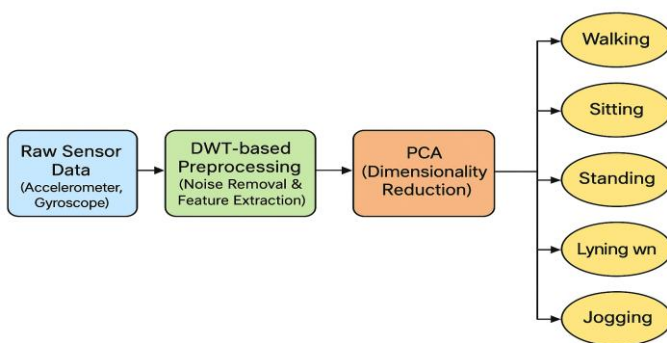 Raw Sensor
Data
(Accelerometer,
Gyroscope)
DWT-based
Preprocessing
(Noise Removal &
Feature Extraction)
PCA
(Dimensionality
Reduction)
Walking
Sitting
Standing
Lyning wn
Jogging